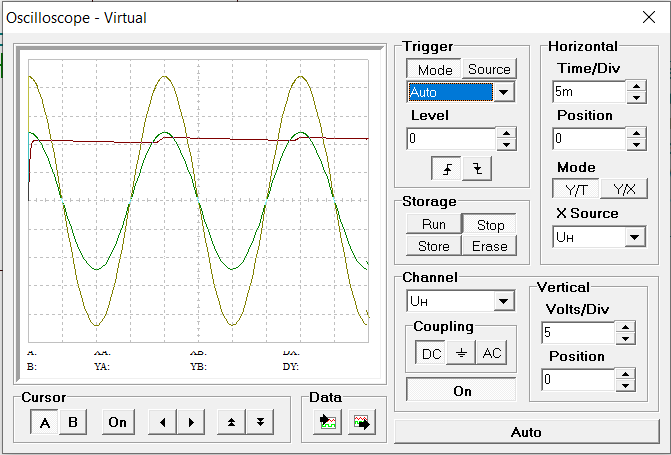 Oscilloscope - Virtual
A: XA: XB: DX:
B: YA: YB: DY:
Cursor
A B On
Data
Trigger
Mode Source
Auto
Level
0
Storage
Run Stop
Store Erase
Horizontal
Time/Div
5m
Position
0
Mode
Y/T Y/X
X Source
Uн
Channel
Uн
Coupling
DC AC
On
Vertical
Volts/Div
5
Position
0
Auto